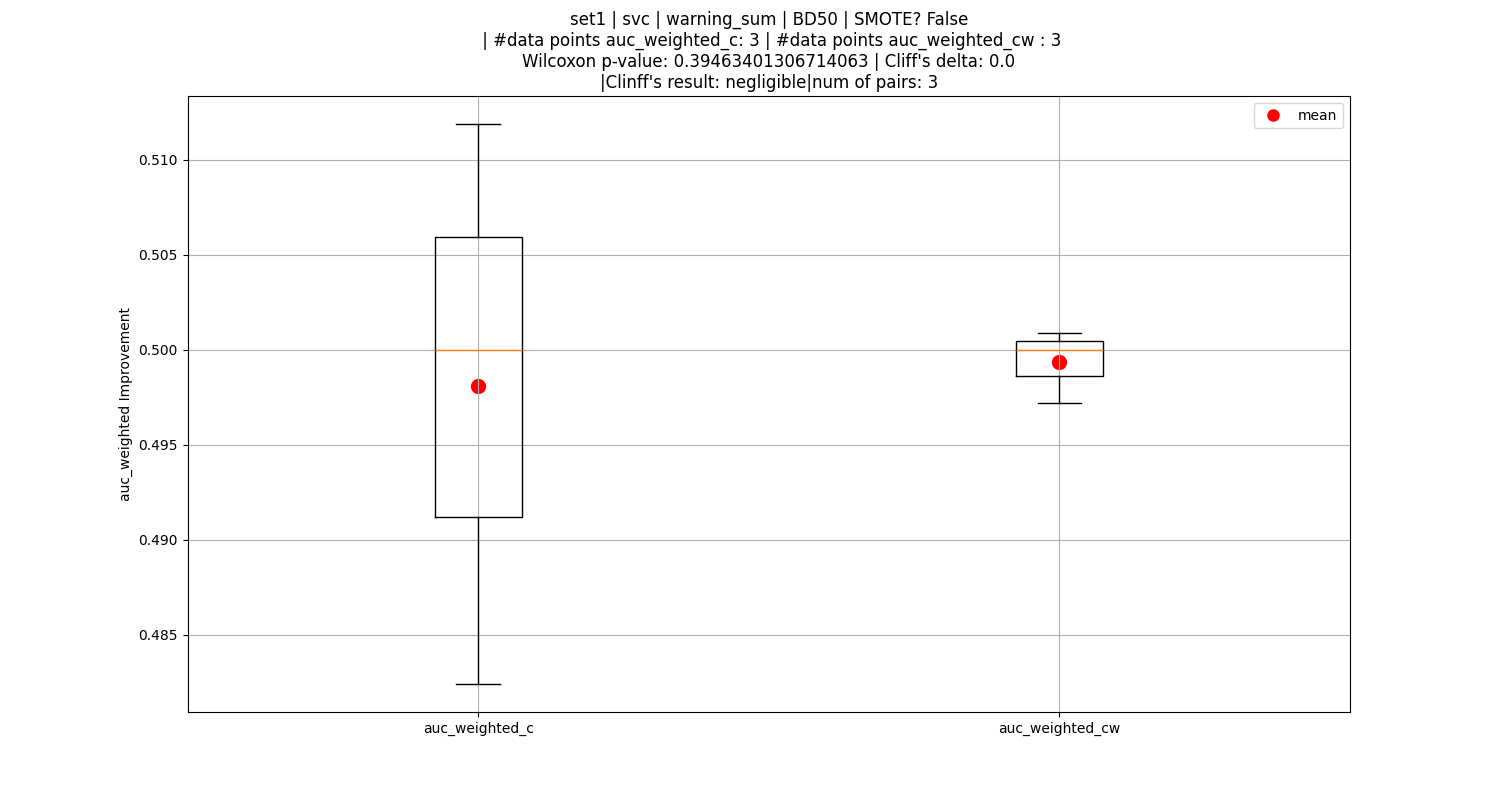 set1 | svc | warning_sum | BD50 | SMOTE? False
| #data points auc_weighted_c: 3 | #data points auc_weighted_cw : 3
Wilcoxon p-value: 0.39463401306714063 | Cliff's delta: 0.0
|Clinff's result: negligible|num of pairs: 3
mean
0.510
0.505
0.500
0.495
0.490
0.485
auc_weighted Improvement
auc_weighted_c
auc_weighted_cw